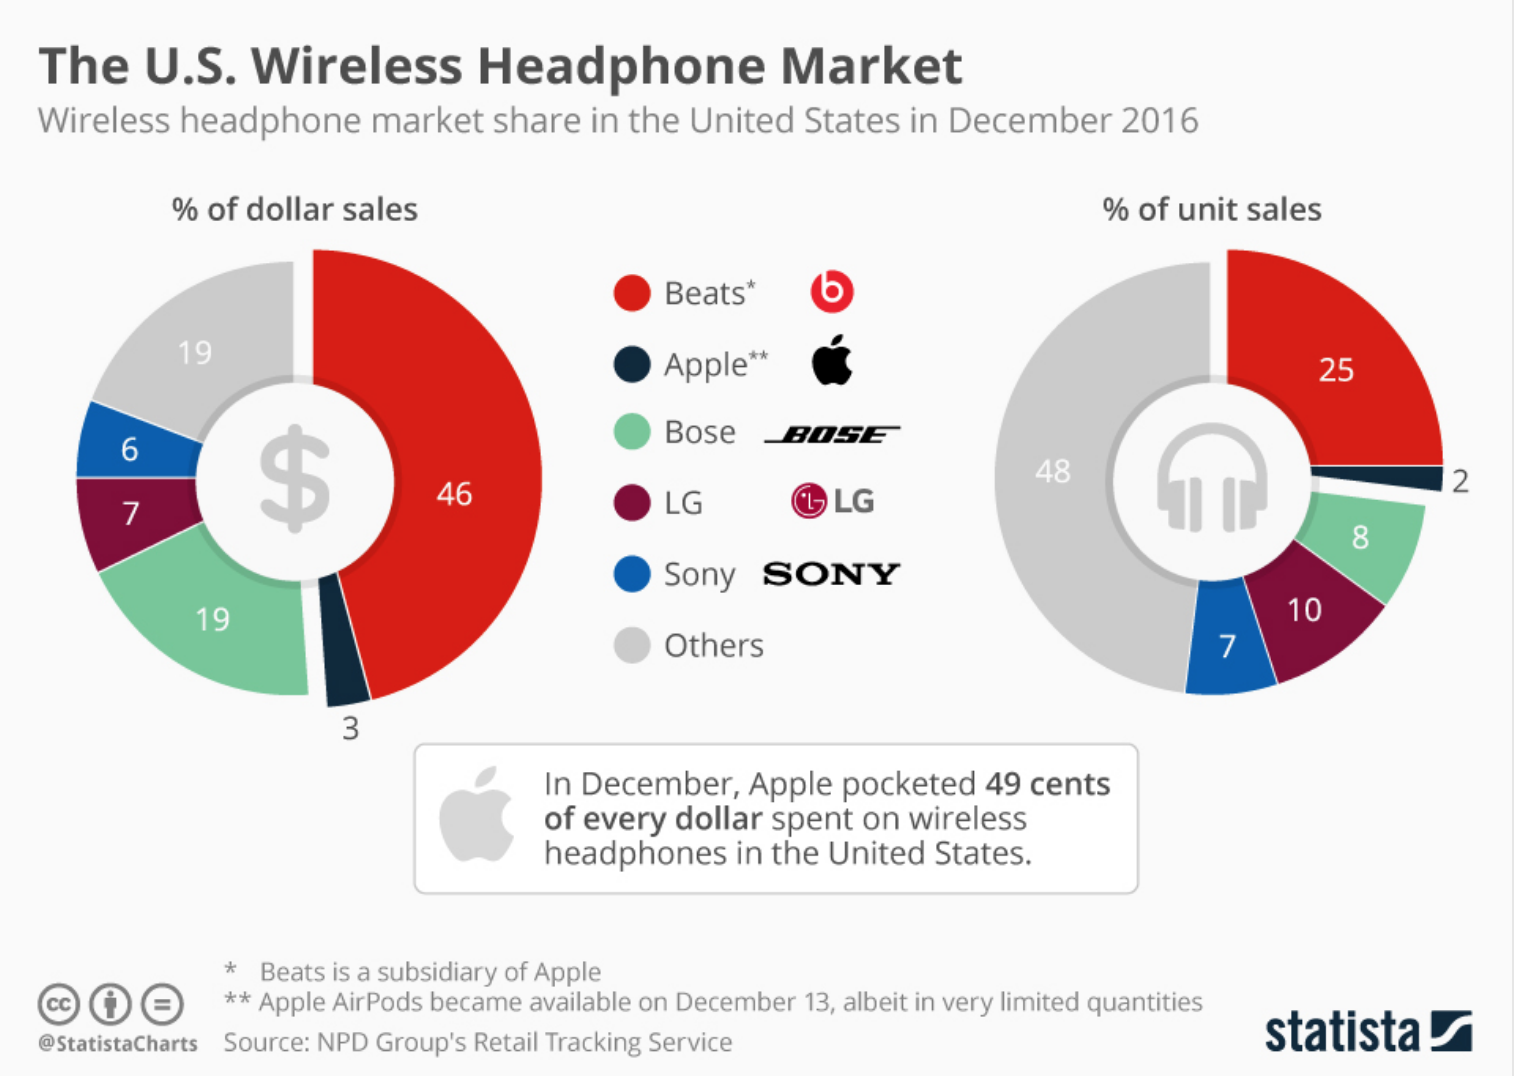 The U.S. Wireless Headphone Market
Wireless headphone market share in the United States in December 2016
% of dollar sales
% of unit sales
46
3
19
7
6
19
Beats*
b
Apple**
Bose
BOSE
LG
LG LG
Sony
SONY
Others
25
2
8
10
7
48
In December, Apple pocketed 49 cents
of every dollar spent on wireless
headphones in the United States.
* Beats is a subsidiary of Apple
** Apple AirPods became available on December 13, albeit in very limited quantities
cc
@StatistaCharts
Source: NPD Group's Retail Tracking Service
statista